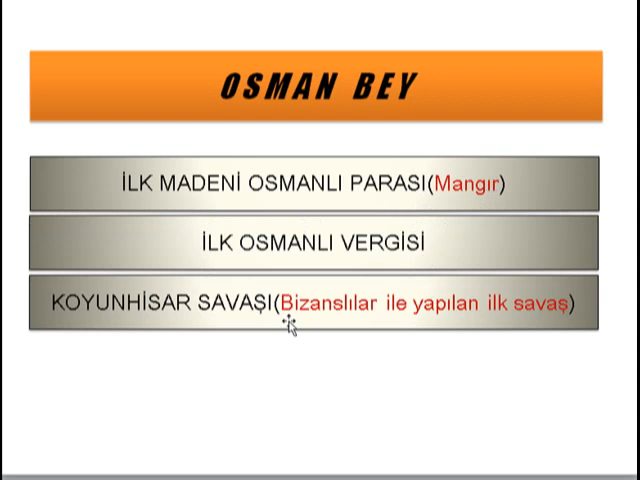 OSMAN BEY
İLK MADENİ OSMANLI PARASI(Mangır)
İLK OSMANLI VERGİSİ
KOYUNHİSAR SAVAŞI(Bizanslılar ile yapılan ilk savaş)